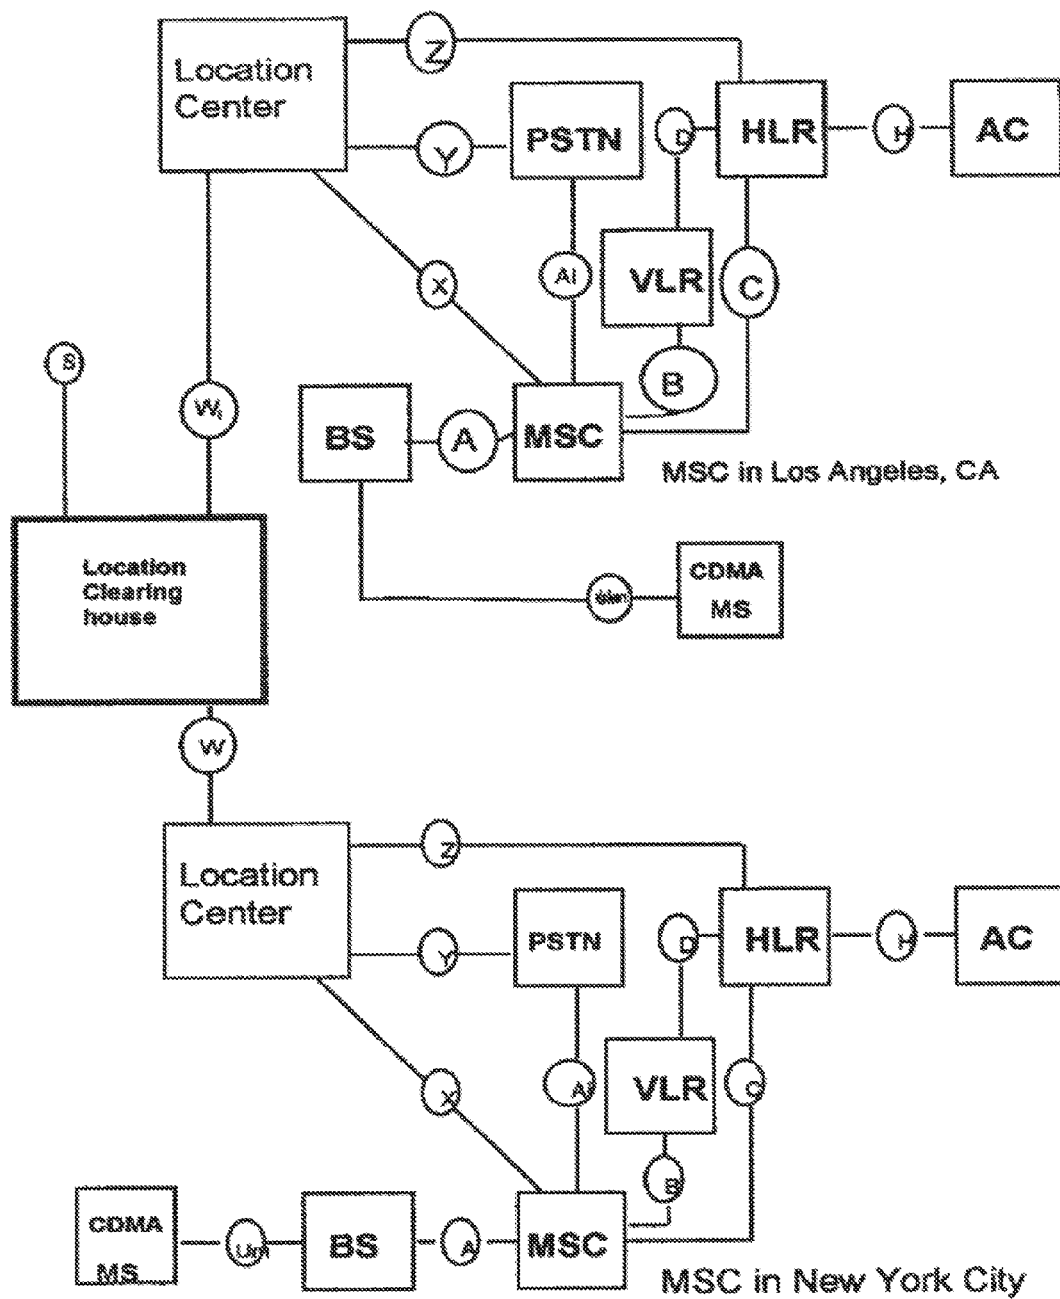 Z
Location
Center
PSTN
D
HLR
H
AC
Y
X
AI
VLR
C
S
B
W
BS
A
MSC
MSC in Los Angeles, CA
Location
Clearing
house
CDMA
MS
W
Z
Location
Center
PSTN
D
HLR
H
AC
Y
X
VLR
C
B
CDMA
MS
Um
BS
A
MSC
MSC in New York City